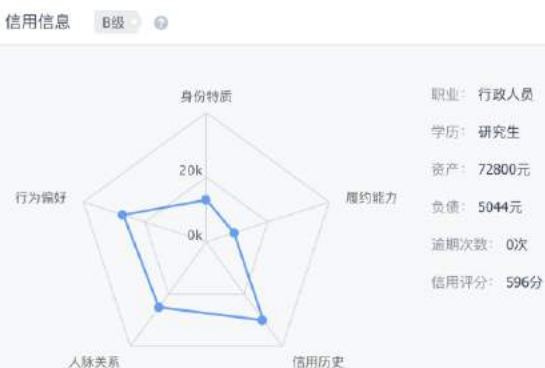 信用信息 B级 ?
身份特质
20k
行为偏好
履约能力
0k
人脉关系
信用历史
职业： 行政人员
学历： 研究生
资产： 72800元
负债： 5044元
逾期次数： 0次
信用评分： 596分